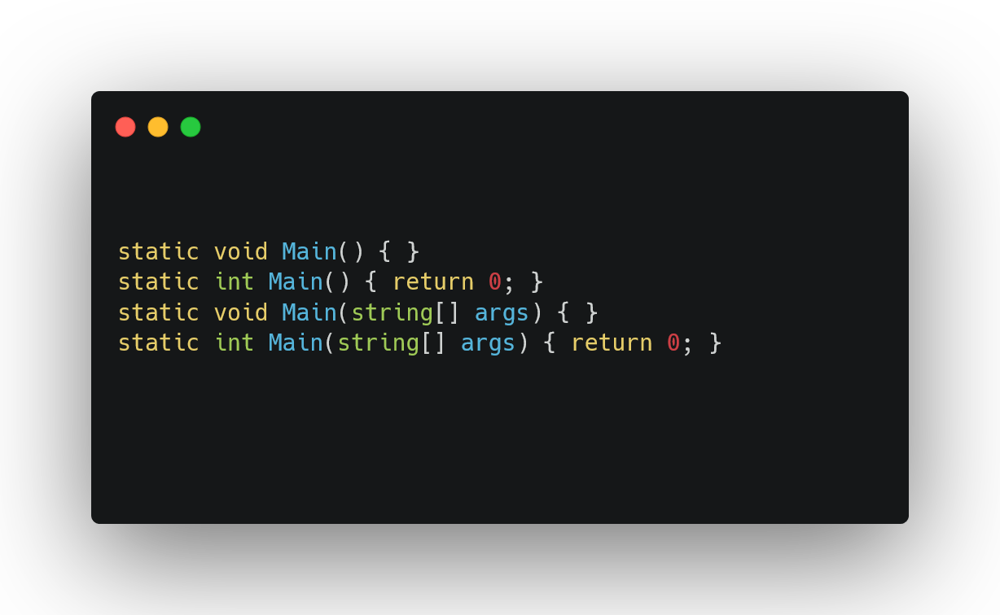 static void Main() { }
static int Main() { return 0; }
static void Main(string[] args) { }
static int Main(string[] args) { return 0; }